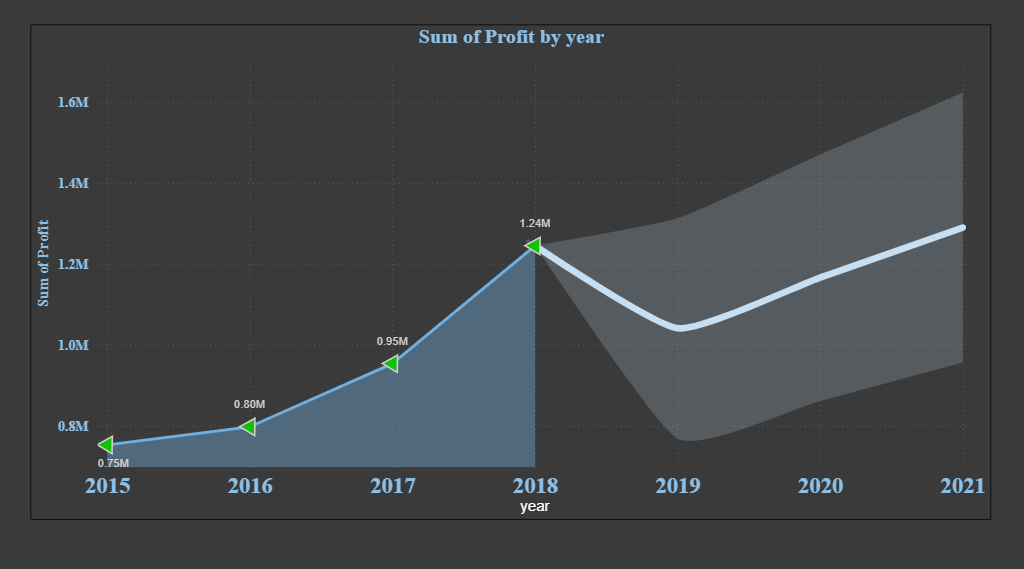 Sum of Profit by year
1.6M
1.4M
1.2M
1.0M
0.8M
Sum of Profit
0.75M
0.80M
0.95M
1.24M
2015 2016 2017 2018 2019 2020 2021
year